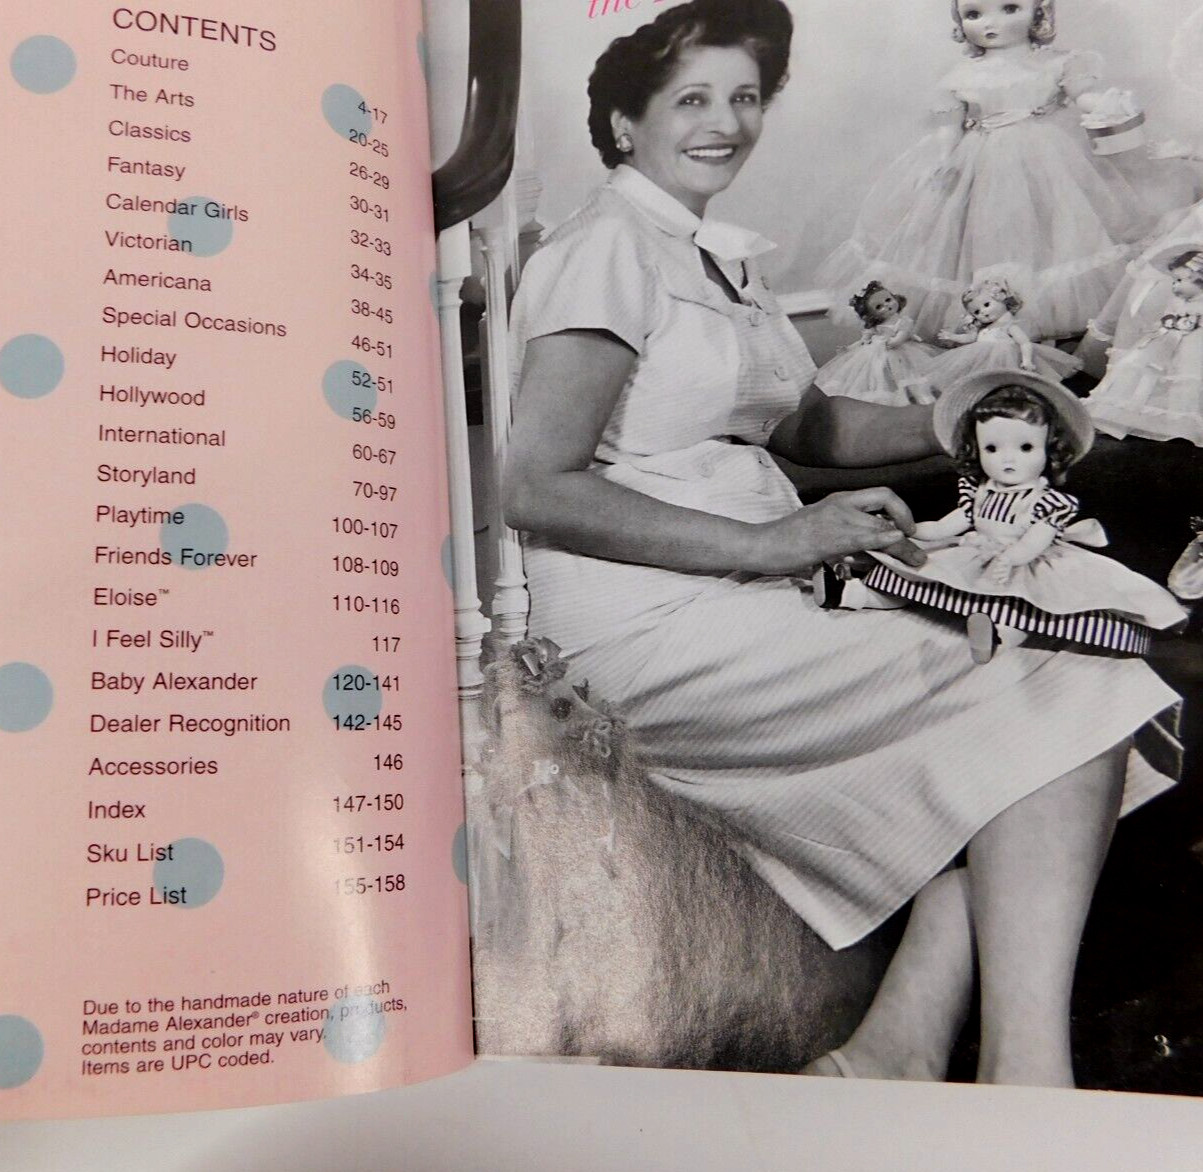 CONTENTS
Couture 4-17
The Arts 20-25
Classics 26-29
Fantasy 30-31
Calendar Girls 32-33
Victorian 34-35
Americana 38-45
Special Occasions 46-51
Holiday 52-51
Hollywood 56-59
International 60-67
Storyland 70-97
Playtime 100-107
Friends Forever 108-109
Eloise™ 110-116
I Feel Silly™ 117
Baby Alexander 120-141
Dealer Recognition 142-145
Accessories 146
Index 147-150
Sku List 151-154
Price List 155-158
Due to the handmade nature of each
Madame Alexander® creation, products,
contents and color may vary.
Items are UPC coded.
the
3